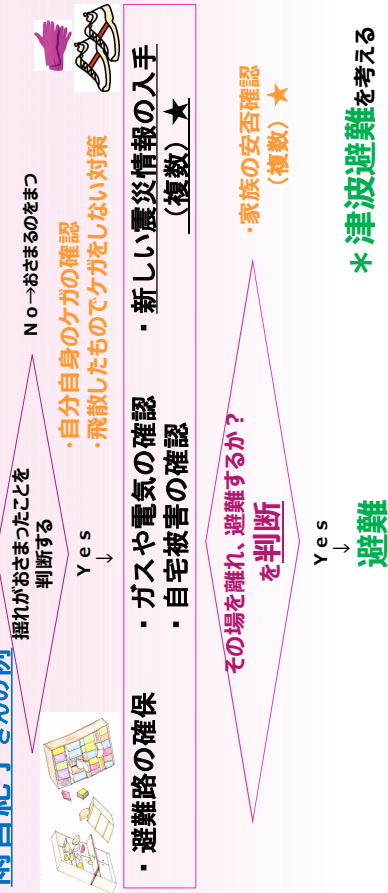 揺れがおさまったことを
判断する
No→おさまるのをまつ
Yes
↓
・自分自身のケガの確認
・飛散したものでケガをしない対策
・避難路の確保
・ガスや電気の確認
・自宅被害の確認
・新しい震災情報の入手
（複数）★
その場を離れ、避難するか？
を判断
・家族の安否確認
（複数）★
Yes
↓
避難
＊津波避難を考える